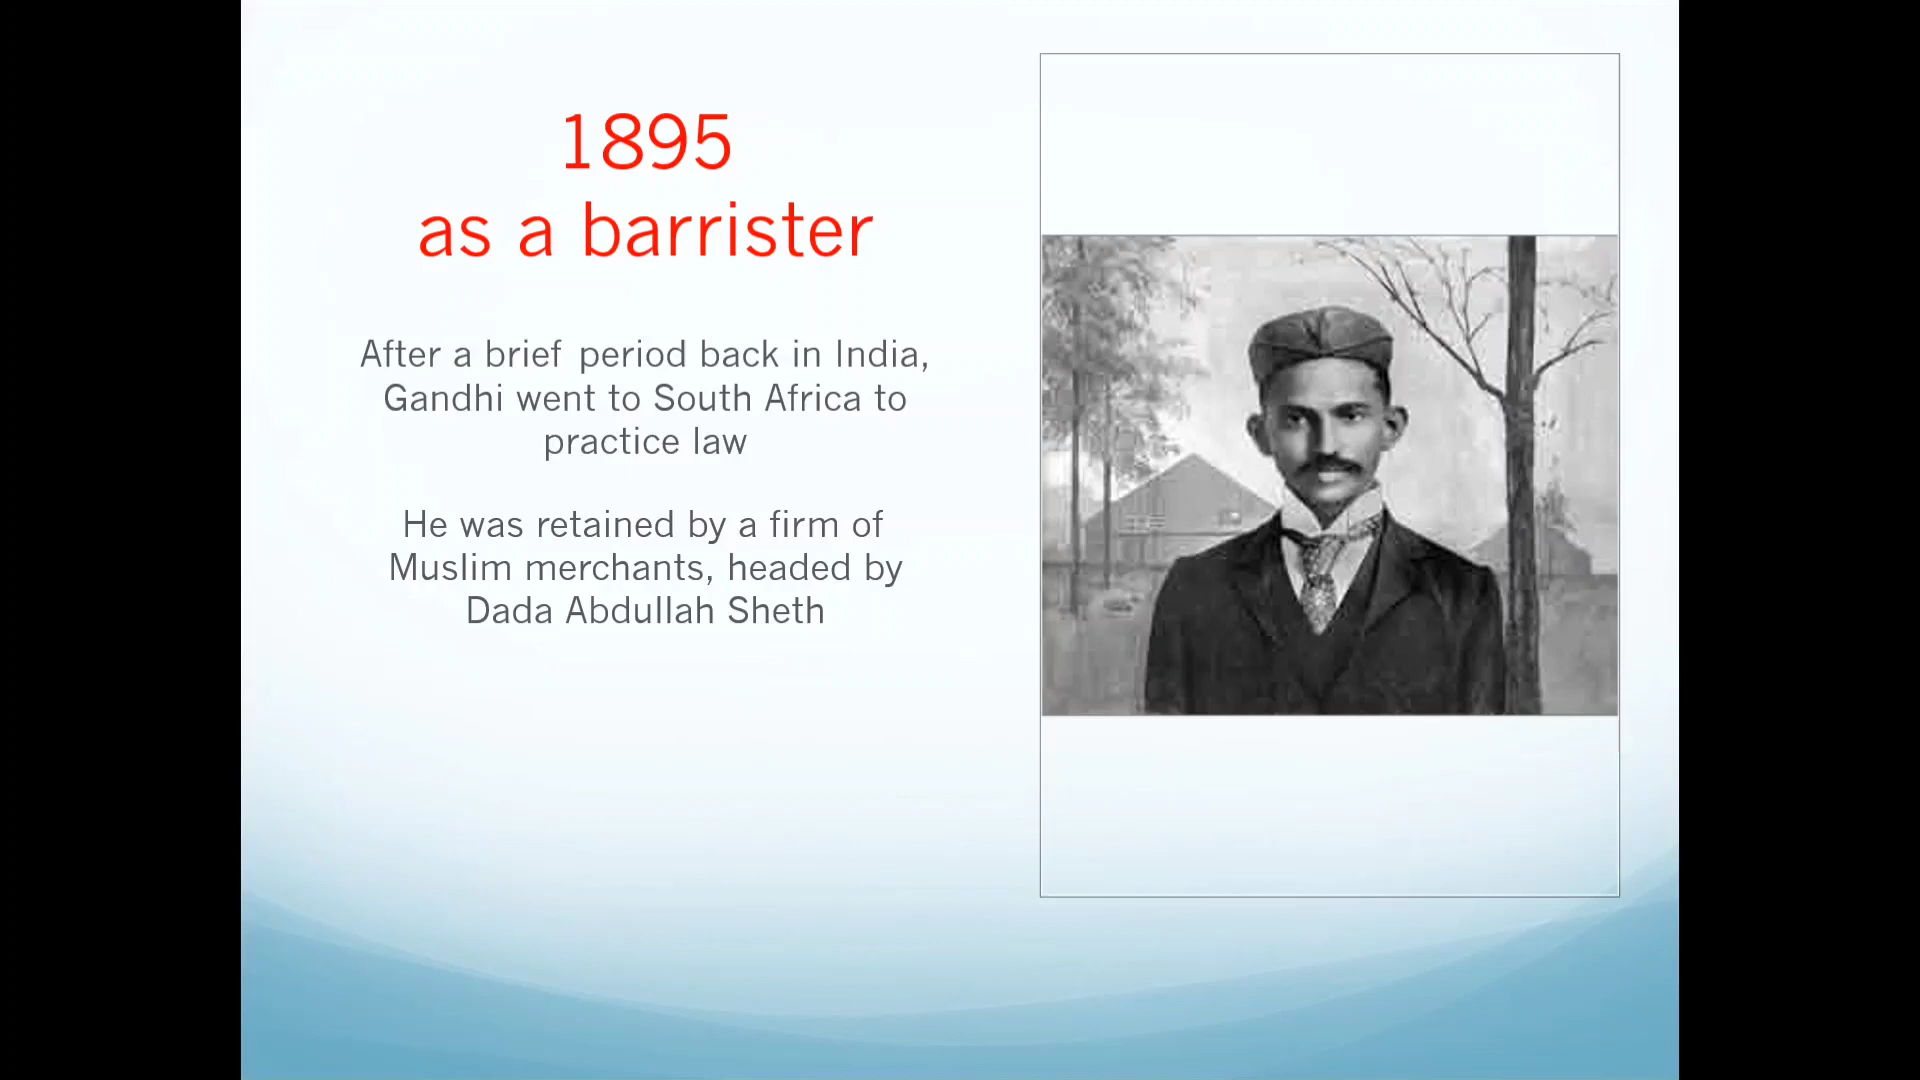 1895
as a barrister
After a brief period back in India,
Gandhi went to South Africa to
practice law
He was retained by a firm of
Muslim merchants, headed by
Dada Abdullah Sheth